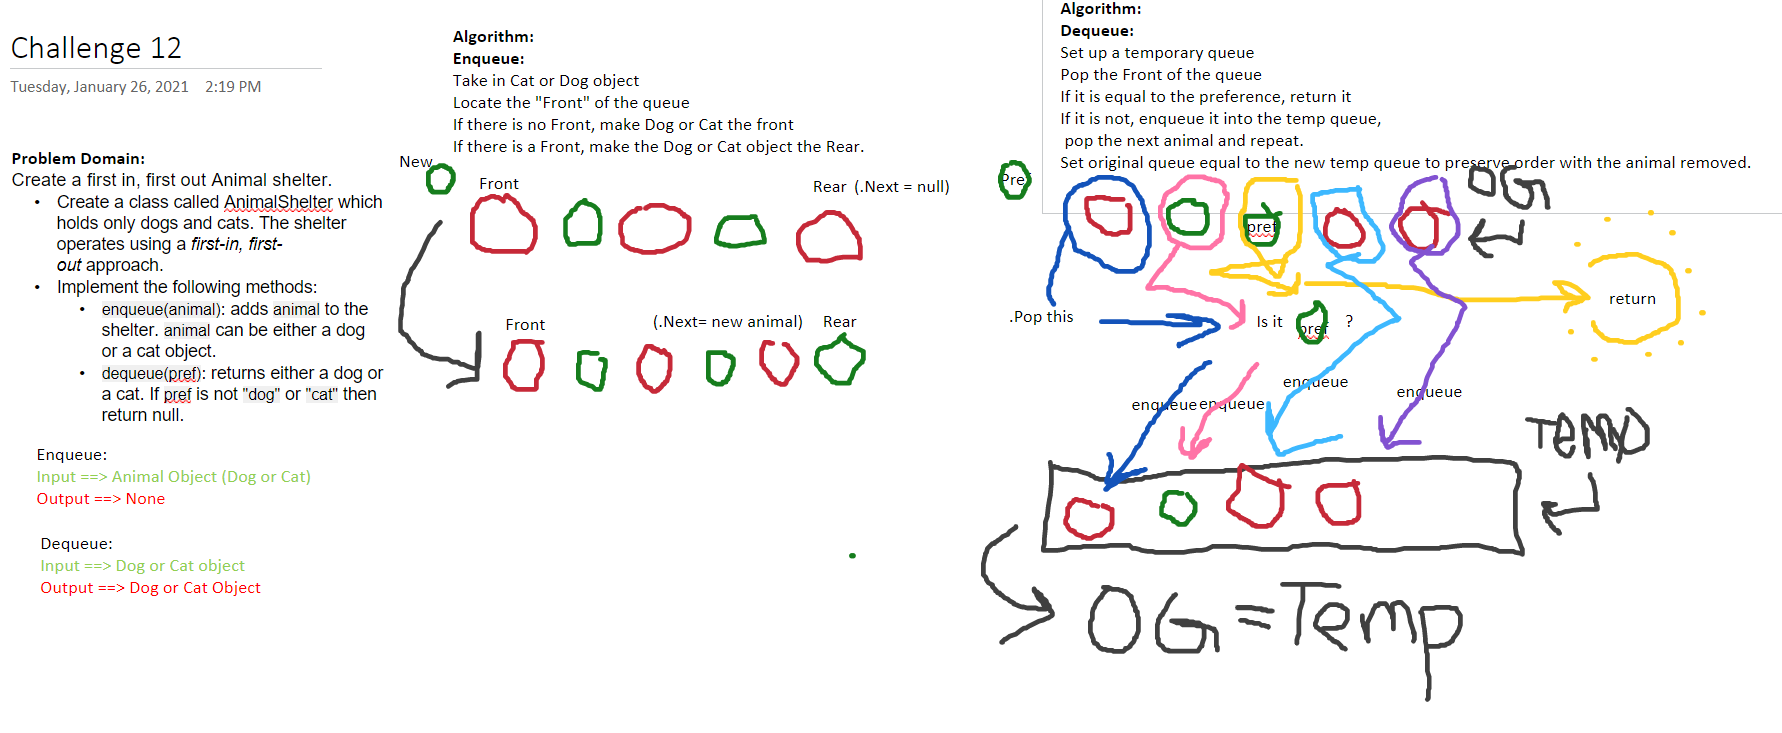 Challenge 12
Tuesday, January 26, 2021 2:19 PM
Problem Domain:
Create a first in, first out Animal shelter.
• Create a class called AnimalShelter which
holds only dogs and cats. The shelter
operates using a first-in, first-
out approach.
• Implement the following methods:
• enqueue(animal): adds animal to the
shelter. animal can be either a dog
or a cat object.
• dequeue(pref): returns either a dog or
a cat. If pref is not "dog" or "cat" then
return null.
Enqueue:
Input ==> Animal Object (Dog or Cat)
Output ==> None
Dequeue:
Input ==> Dog or Cat object
Output ==> Dog or Cat Object
Algorithm:
Enqueue:
Take in Cat or Dog object
Locate the "Front" of the queue
If there is no Front, make Dog or Cat the front
If there is a Front, make the Dog or Cat object the Rear.
New
Front
Rear (.Next = null)
Front
(.Next= new animal)
Rear
Algorithm:
Dequeue:
Set up a temporary queue
Pop the Front of the queue
If it is equal to the preference, return it
If it is not, enqueue it into the temp queue,
pop the next animal and repeat.
Set original queue equal to the new temp queue to preserve order with the animal removed.
Pref
pref
OG
return
.Pop this
Is it
pref
?
enqueue
enqueue
enqueue
enqueue
Temp
OG=Temp